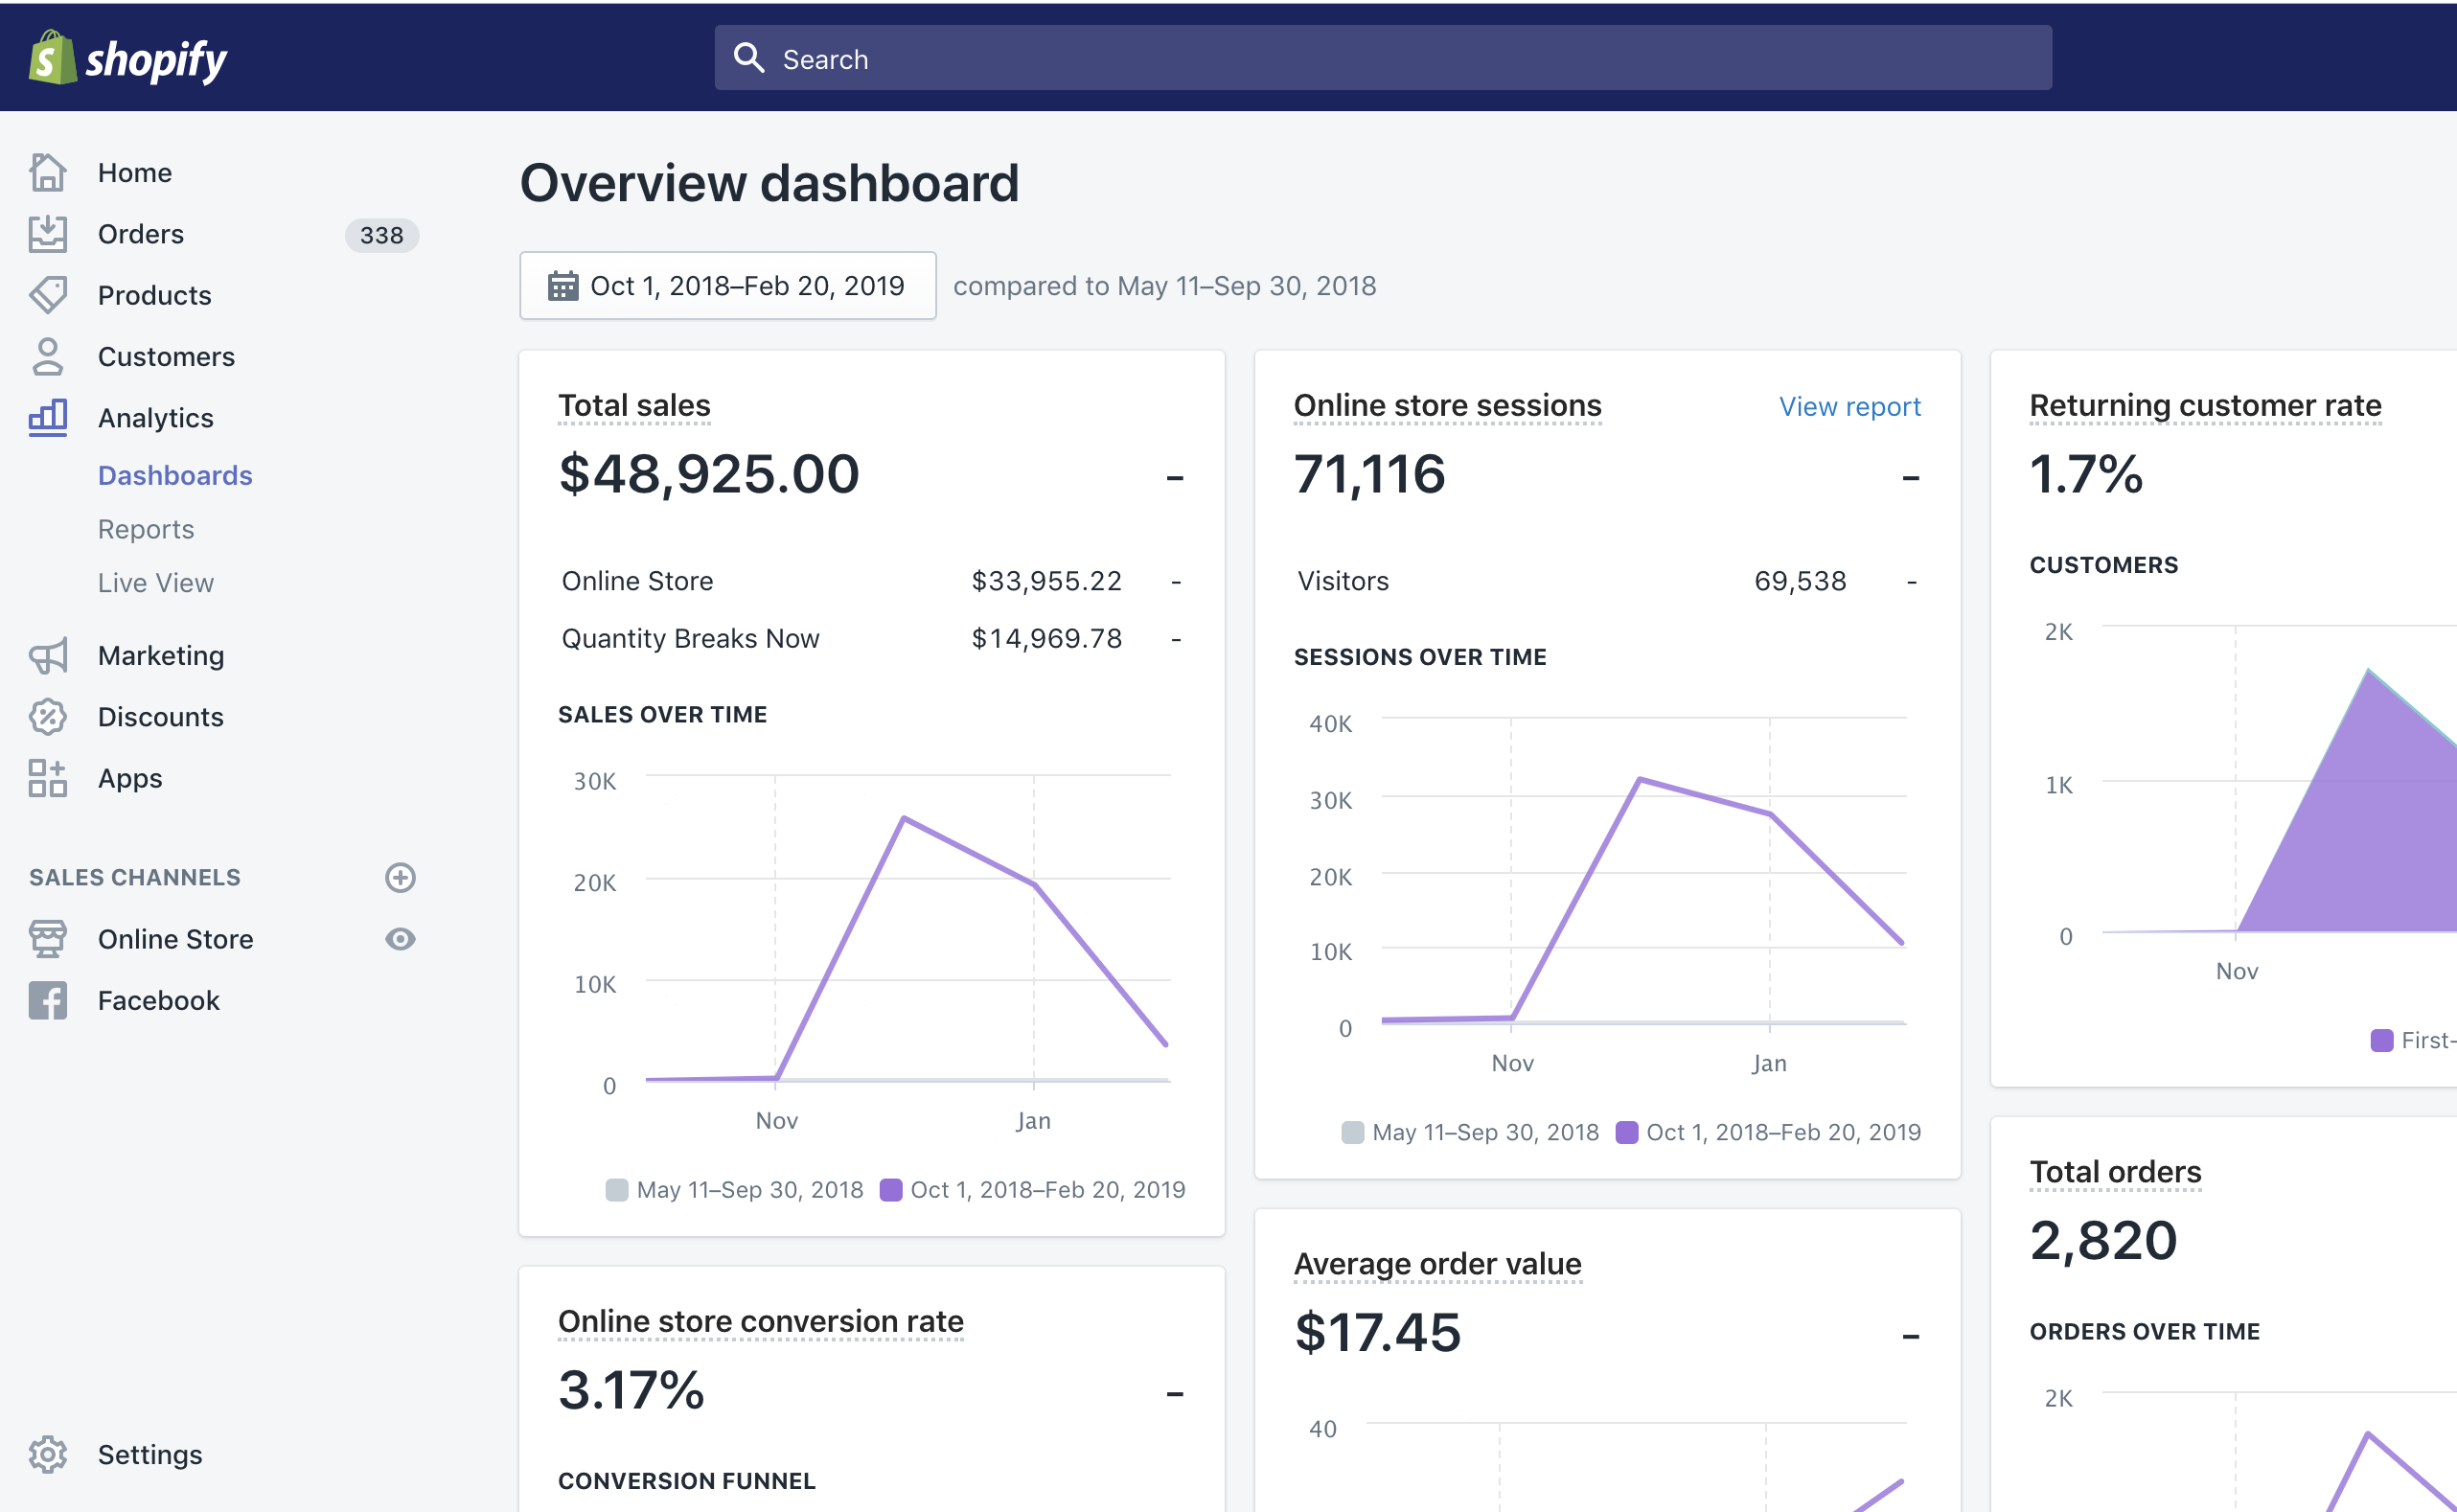 shopify
Search
Home
Orders 338
Products
Customers
Analytics
Dashboards
Reports
Live View
Marketing
Discounts
Apps
SALES CHANNELS
Online Store
Facebook
Settings
Overview dashboard
Oct 1, 2018–Feb 20, 2019 compared to May 11–Sep 30, 2018
Total sales
$48,925.00 -
Online Store $33,955.22 -
Quantity Breaks Now $14,969.78 -
SALES OVER TIME
30K
20K
10K
0
Nov Jan
May 11–Sep 30, 2018 Oct 1, 2018–Feb 20, 2019
Online store conversion rate
3.17% -
CONVERSION FUNNEL
Online store sessions View report
71,116 -
Visitors 69,538 -
SESSIONS OVER TIME
40K
30K
20K
10K
0
Nov Jan
May 11–Sep 30, 2018 Oct 1, 2018–Feb 20, 2019
Average order value
$17.45 -
40
Returning customer rate
1.7%
CUSTOMERS
2K
1K
0
Nov
First-
Total orders
2,820
ORDERS OVER TIME
2K